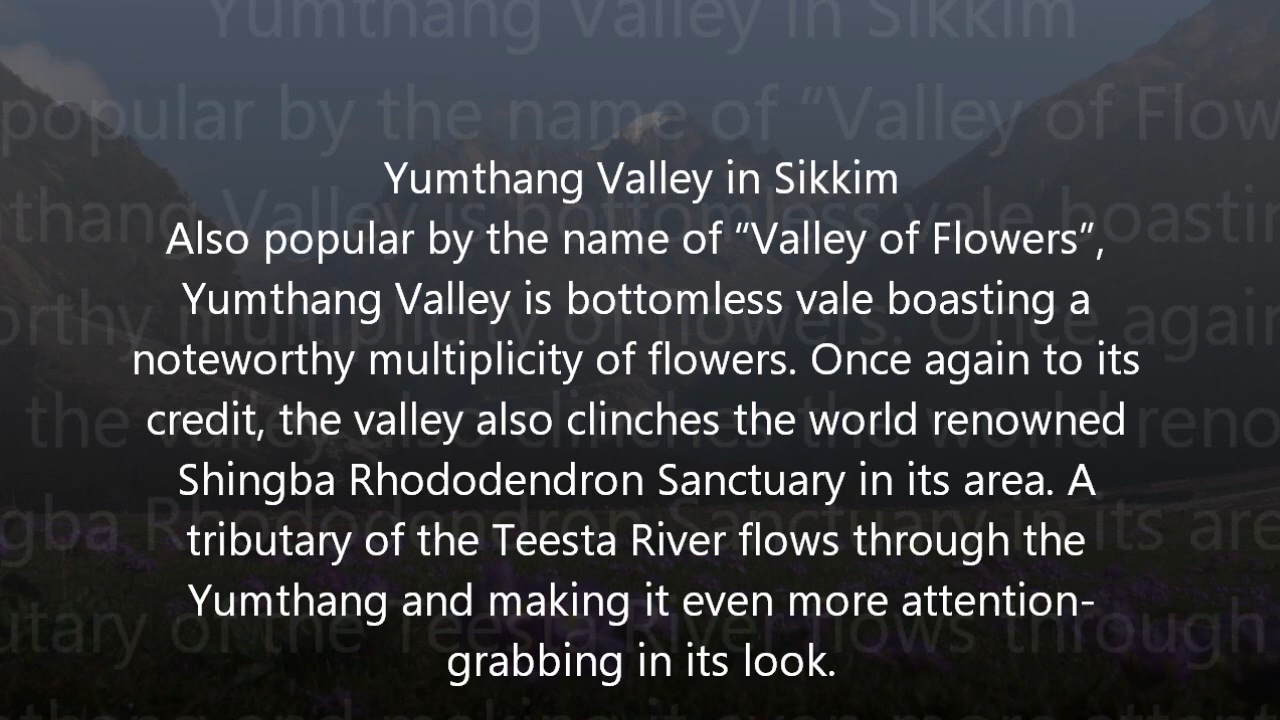 Yumthang Valley in Sikkim
Also popular by the name of “Valley of Flowers”,
Yumthang Valley is bottomless vale boasting a
noteworthy multiplicity of flowers. Once again to its
credit, the valley also clinches the world renowned
Shingba Rhododendron Sanctuary in its area. A
tributary of the Teesta River flows through the
Yumthang and making it even more attention-
grabbing in its look.